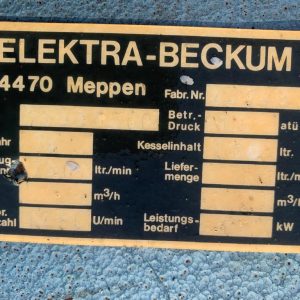 ELEKTRA-BECKUM
4470 Meppen
Fabr. Nr.
Betr.-
Druck atü
Kesselinhalt
ltr.
ltr./min
Liefer-
menge ltr./
m³/h
m³/
U/min
Leistungs-
bedarf kW